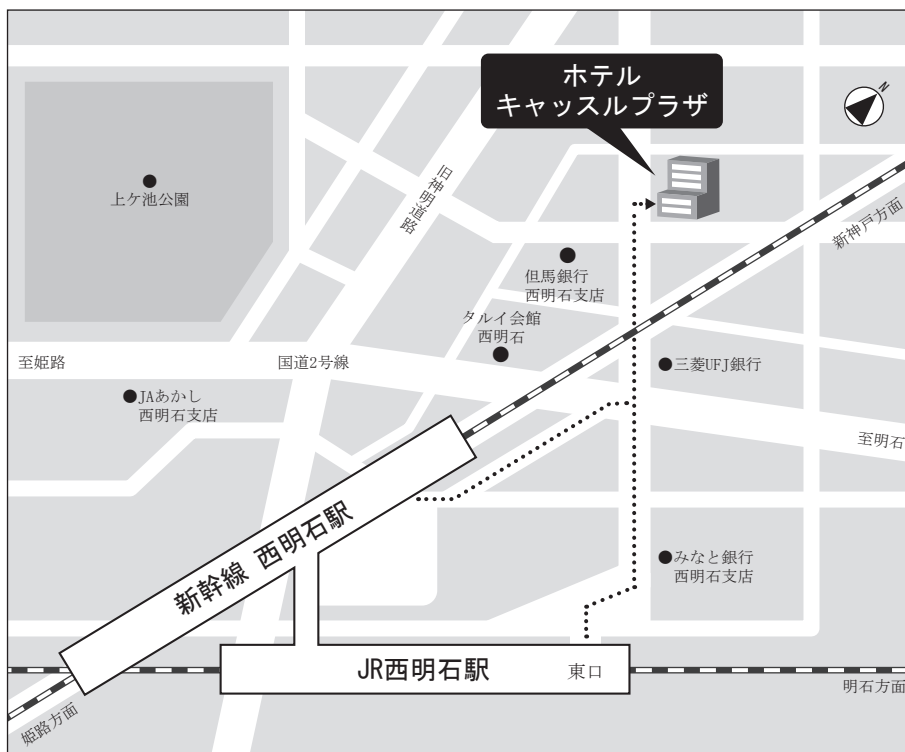 ホテル
キャッスルプラザ
N
上ケ池公園
旧神明道路
新神戸方面
但馬銀行
西明石支店
タルイ会館
西明石
至姫路
国道2号線
三菱UFJ銀行
JAあかし
西明石支店
至明石
新幹線 西明石駅
みなと銀行
西明石支店
JR西明石駅
東口
姫路方面
明石方面